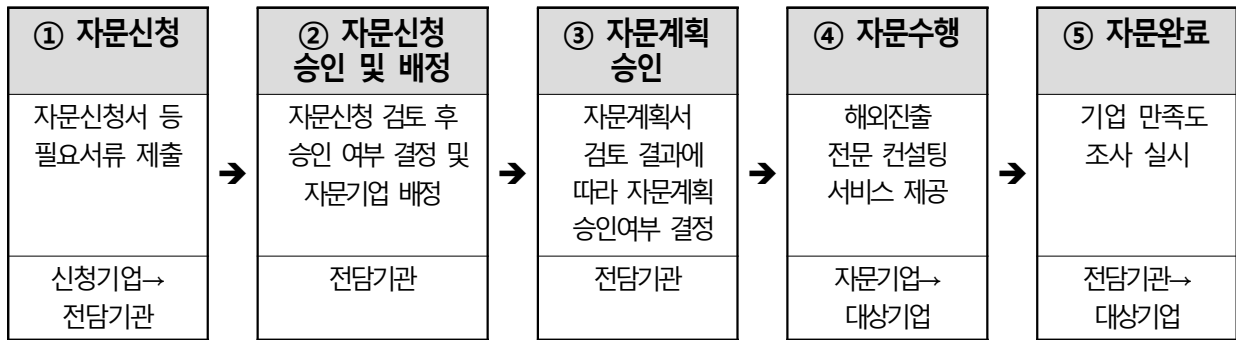 ① 자문신청
자문신청서 등
필요서류 제출
신청기업→
전담기관
➔
② 자문신청
승인 및 배정
자문신청 검토 후
승인 여부 결정 및
자문기업 배정
전담기관
➔
③ 자문계획
승인
자문계획서
검토 결과에
따라 자문계획
승인여부 결정
전담기관
➔
④ 자문수행
해외진출
전문 컨설팅
서비스 제공
자문기업→
대상기업
➔
⑤ 자문완료
기업 만족도
조사 실시
전담기관→
대상기업